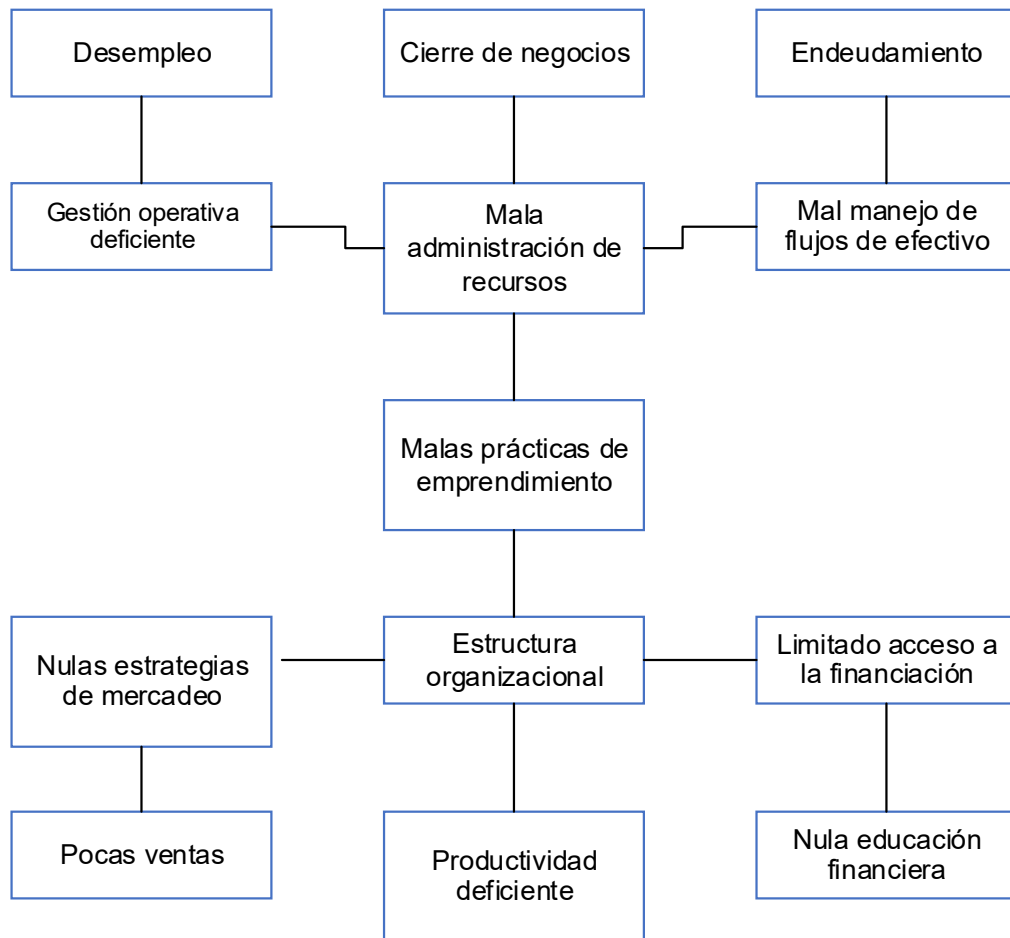 Desempleo
Cierre de negocios
Endeudamiento
Gestión operativa
deficiente
Mala
administración de
recursos
Mal manejo de
flujos de efectivo
Malas prácticas de
emprendimiento
Nulas estrategias
de mercadeo
Estructura
organizacional
Limitado acceso a
la financiación
Pocas ventas
Productividad
deficiente
Nula educación
financiera